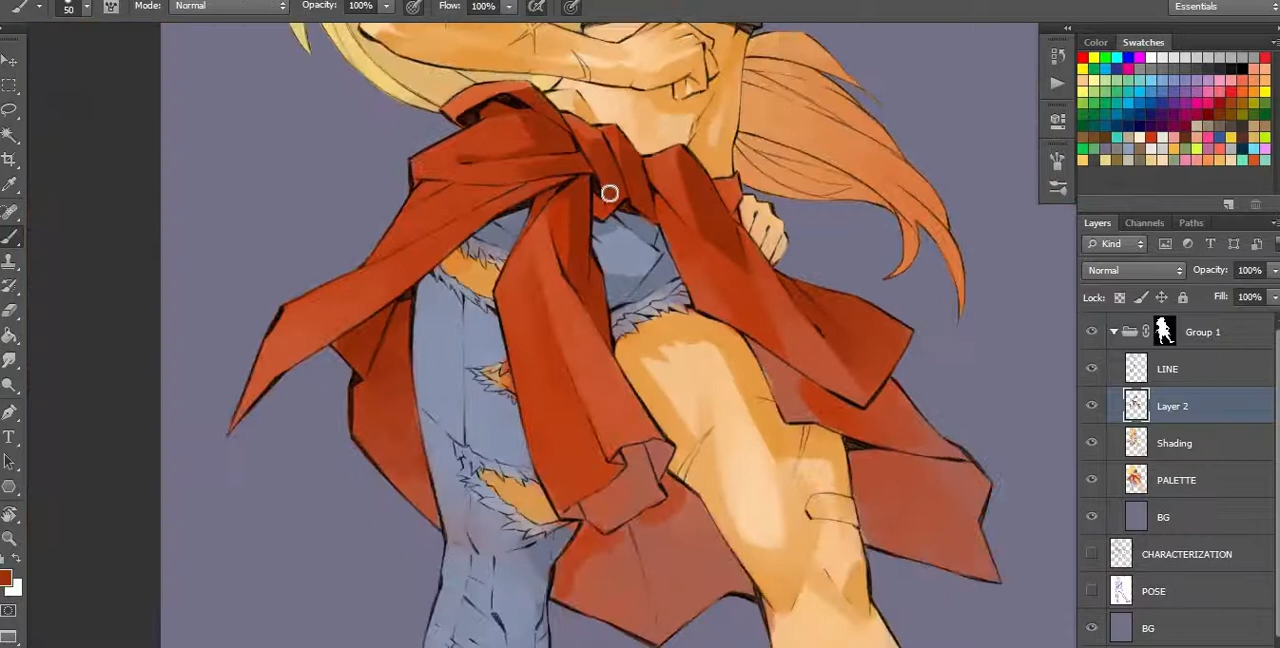 50 Mode: Normal Opacity: 100% Flow: 100% Essentials
Color Swatches
Layers Channels Paths
Kind
Normal Opacity: 100%
Lock: Fill: 100%
Group 1
LINE
Layer 2
Shading
PALETTE
BG
CHARACTERIZATION
POSE
BG